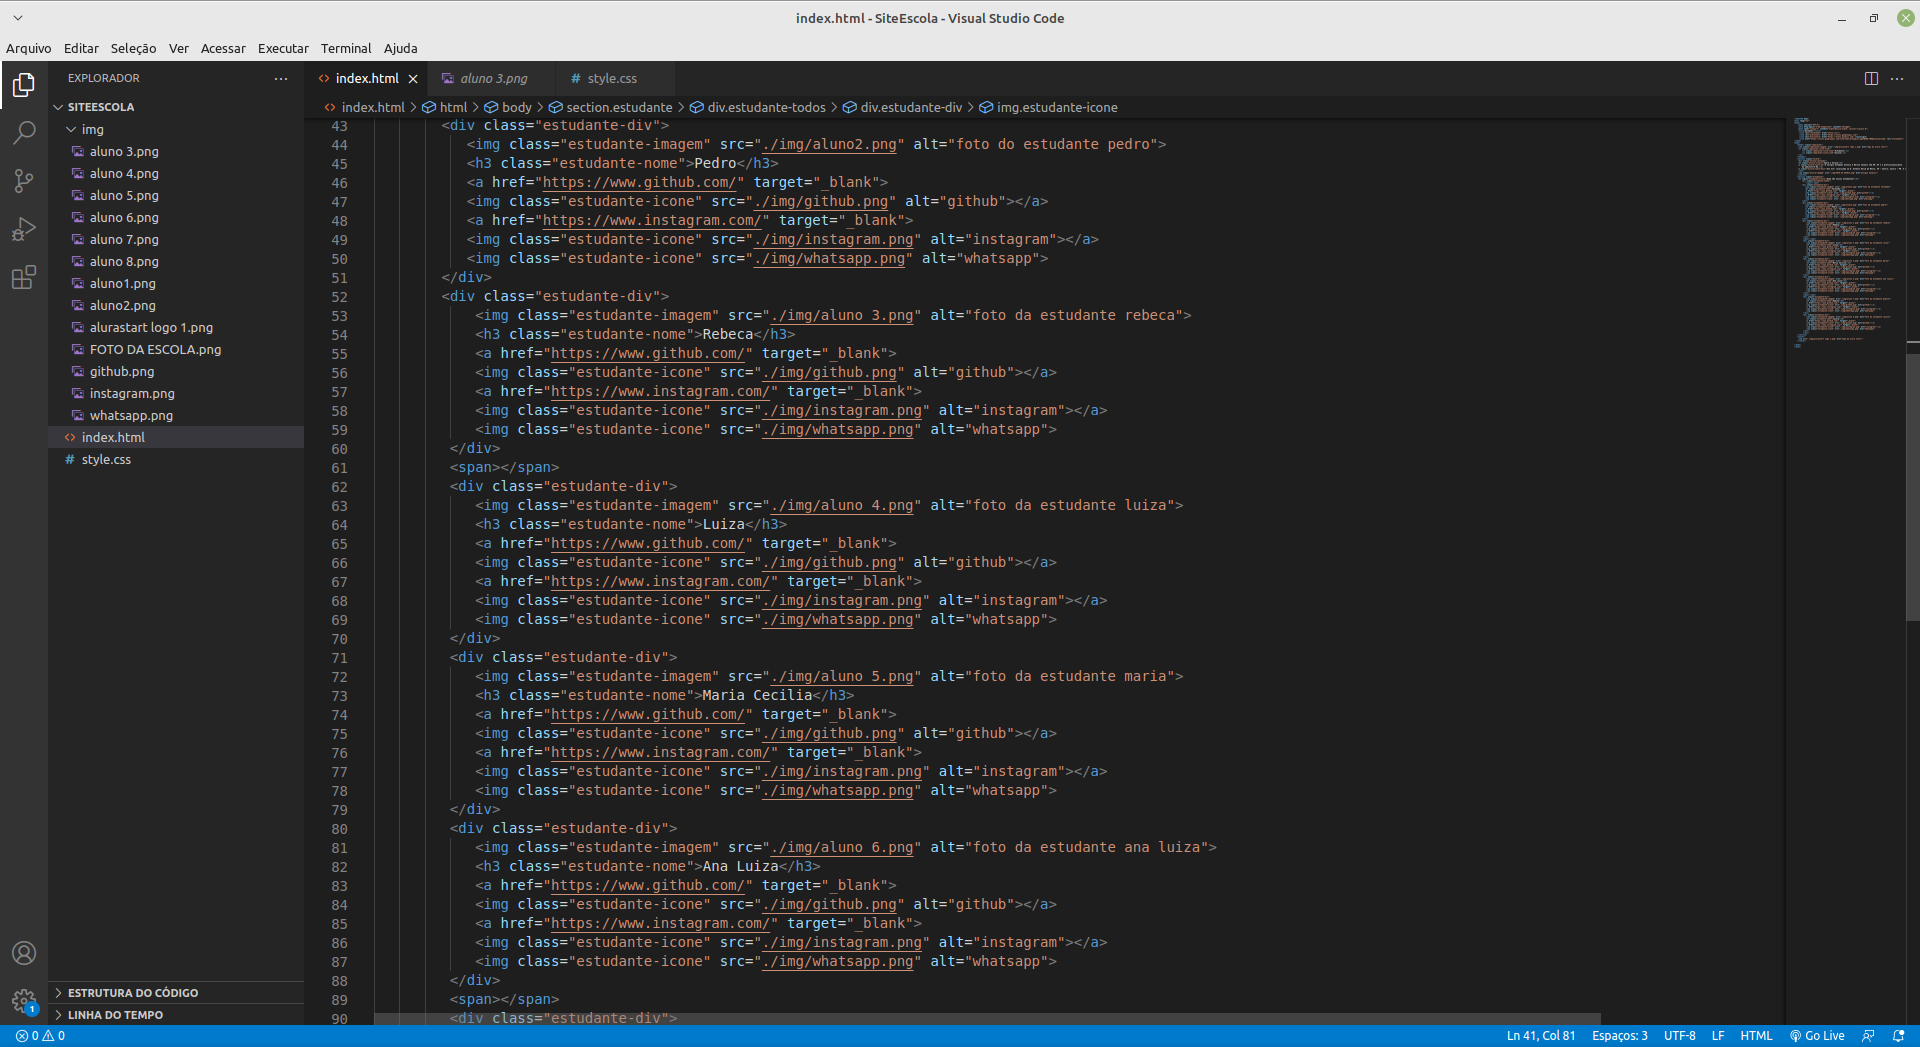 index.html - SiteEscola - Visual Studio Code
Arquivo Editar Seleção Ver Acessar Executar Terminal Ajuda
EXPLORADOR
SITEESCOLA
img
aluno 3.png
aluno 4.png
aluno 5.png
aluno 6.png
aluno 7.png
aluno 8.png
aluno1.png
aluno2.png
alurastart logo 1.png
FOTO DA ESCOLA.png
github.png
instagram.png
whatsapp.png
index.html
style.css
ESTRUTURA DO CÓDIGO
LINHA DO TEMPO
index.html aluno 3.png style.css
index.html > html > body > section.estudante > div.estudante-todos > div.estudante-div > img.estudante-icone
43 <div class="estudante-div">
44 <img class="estudante-imagem" src="./img/aluno2.png" alt="foto do estudante pedro">
45 <h3 class="estudante-nome">Pedro</h3>
46 <a href="https://www.github.com/" target="_blank">
47 <img class="estudante-icone" src="./img/github.png" alt="github"></a>
48 <a href="https://www.instagram.com/" target="_blank">
49 <img class="estudante-icone" src="./img/instagram.png" alt="instagram"></a>
50 <img class="estudante-icone" src="./img/whatsapp.png" alt="whatsapp">
51 </div>
52 <div class="estudante-div">
53 <img class="estudante-imagem" src="./img/aluno 3.png" alt="foto da estudante rebeca">
54 <h3 class="estudante-nome">Rebeca</h3>
55 <a href="https://www.github.com/" target="_blank">
56 <img class="estudante-icone" src="./img/github.png" alt="github"></a>
57 <a href="https://www.instagram.com/" target="_blank">
58 <img class="estudante-icone" src="./img/instagram.png" alt="instagram"></a>
59 <img class="estudante-icone" src="./img/whatsapp.png" alt="whatsapp">
60 </div>
61 <span></span>
62 <div class="estudante-div">
63 <img class="estudante-imagem" src="./img/aluno 4.png" alt="foto da estudante luiza">
64 <h3 class="estudante-nome">Luiza</h3>
65 <a href="https://www.github.com/" target="_blank">
66 <img class="estudante-icone" src="./img/github.png" alt="github"></a>
67 <a href="https://www.instagram.com/" target="_blank">
68 <img class="estudante-icone" src="./img/instagram.png" alt="instagram"></a>
69 <img class="estudante-icone" src="./img/whatsapp.png" alt="whatsapp">
70 </div>
71 <div class="estudante-div">
72 <img class="estudante-imagem" src="./img/aluno 5.png" alt="foto da estudante maria">
73 <h3 class="estudante-nome">Maria Cecilia</h3>
74 <a href="https://www.github.com/" target="_blank">
75 <img class="estudante-icone" src="./img/github.png" alt="github"></a>
76 <a href="https://www.instagram.com/" target="_blank">
77 <img class="estudante-icone" src="./img/instagram.png" alt="instagram"></a>
78 <img class="estudante-icone" src="./img/whatsapp.png" alt="whatsapp">
79 </div>
80 <div class="estudante-div">
81 <img class="estudante-imagem" src="./img/aluno 6.png" alt="foto da estudante ana luiza">
82 <h3 class="estudante-nome">Ana Luiza</h3>
83 <a href="https://www.github.com/" target="_blank">
84 <img class="estudante-icone" src="./img/github.png" alt="github"></a>
85 <a href="https://www.instagram.com/" target="_blank">
86 <img class="estudante-icone" src="./img/instagram.png" alt="instagram"></a>
87 <img class="estudante-icone" src="./img/whatsapp.png" alt="whatsapp">
88 </div>
89 <span></span>
90 <div class="estudante-div">
1
0 0 Ln 41, Col 81 Espaços: 3 UTF-8 LF HTML Go Live